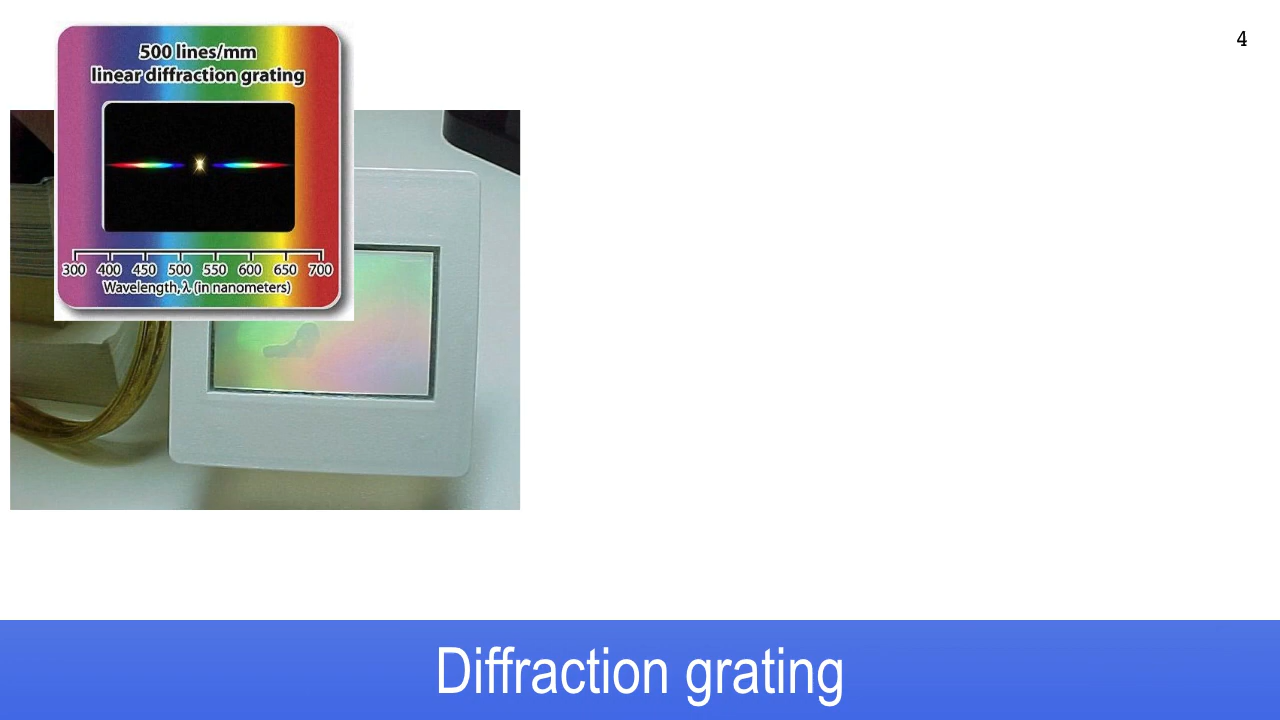 4
500 lines/mm
linear diffraction grating
300 400 450 500 550 600 650 700
Wavelength, λ (in nanometers)
Diffraction grating